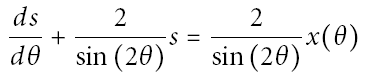 ds/dθ + 2/sin (2θ) s = 2/sin (2θ) x(θ)